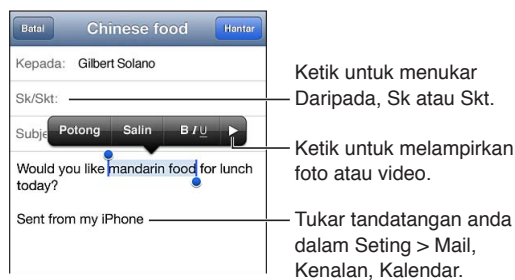 Batal Chinese food Hantar
Kepada: Gilbert Solano
Sk/Skt:
Subje
Potong Salin B I U
Would you like mandarin food for lunch
today?
Sent from my iPhone
Ketik untuk menukar
Daripada, Sk atau Skt.
Ketik untuk melampirkan
foto atau video.
Tukar tandatangan anda
dalam Seting > Mail,
Kenalan, Kalendar.